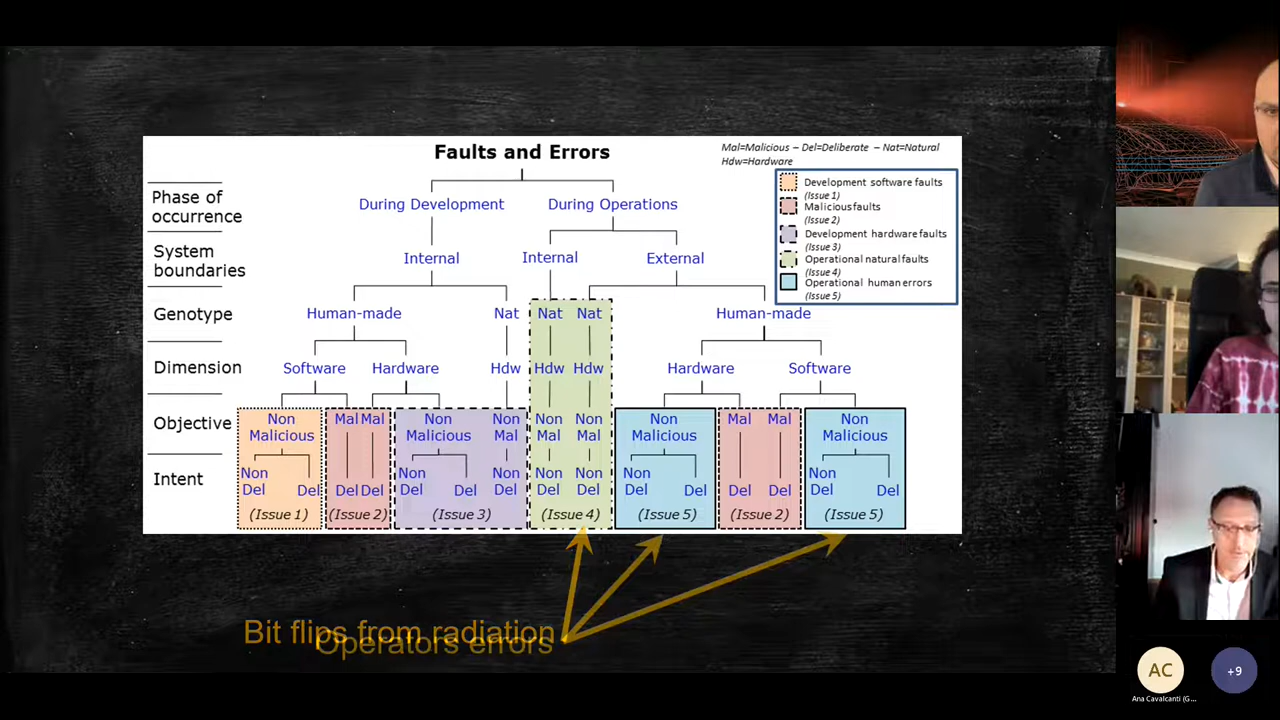 Faults and Errors
Mal=Malicious – Del=Deliberate – Nat=Natural
Hdw=Hardware
Development software faults
(Issue 1)
Malicious faults
(Issue 2)
Development hardware faults
(Issue 3)
Operational natural faults
(Issue 4)
Operational human errors
(Issue 5)
Phase of
occurrence
During Development During Operations
System
boundaries
Internal Internal External
Genotype
Human-made Nat Nat Nat Human-made
Dimension
Software Hardware Hdw Hdw Hdw Hardware Software
Objective
Non
Malicious
Mal Mal
Non
Malicious
Non
Mal
Non
Mal
Non
Mal
Non
Malicious
Mal Mal
Non
Malicious
Intent
Non
Del
Del
Del Del
Non
Del
Del
Non
Del
Non
Del
Non
Del
Non
Del
Del
Del Del
Non
Del
Del
(Issue 1) (Issue 2) (Issue 3) (Issue 4) (Issue 5) (Issue 2) (Issue 5)
Bit flips from radiation
Operators errors
AC
+9
Ana Cavalcanti (G...